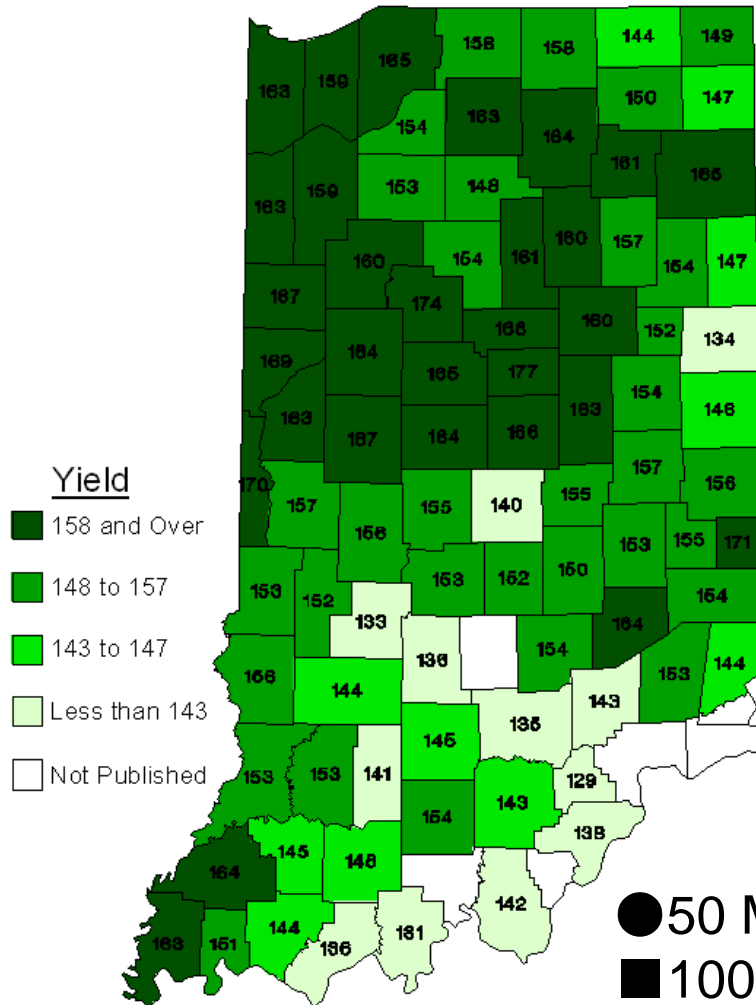 165 158 158 144 149
163 159
154 163 164 150 147
161 165
163 159 153 148
160 154 161 160 157 154 147
167 174 166 160 152 134
169 164 165 177 154 146
163 167 164 166 163 157 156
170 157 156 155 140 155
153 155 171
153 152 153 152 150 154
133 136 154 164
156 144 153 144
145 135 143
153 153 141 129
154 143 138
164 145
163 151 144 136 131 142
Yield
158 and Over
148 to 157
143 to 147
Less than 143
Not Published
50 M
100